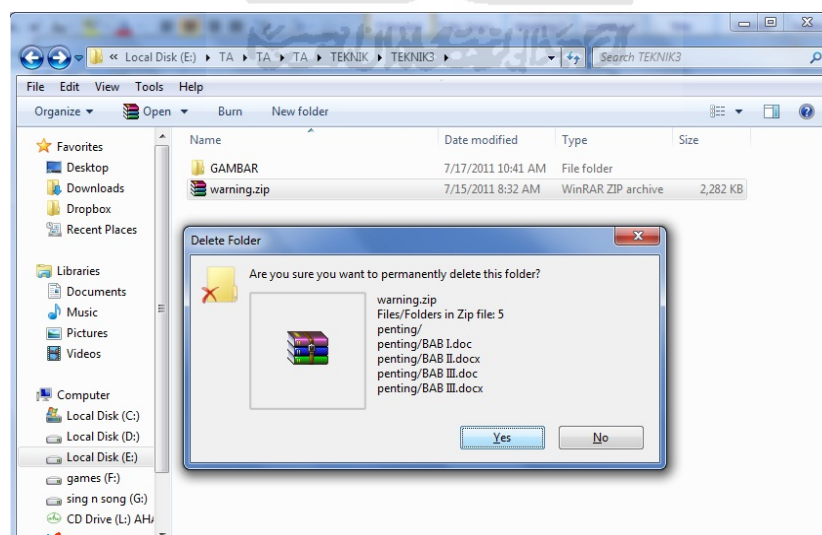 « Local Disk (E:) ▸ TA ▸ TA ▸ TA ▸ TEKNIK ▸ TEKNIK3 ▸
Search TEKNIK3
File Edit View Tools Help
Organize Open Burn New folder
Name Date modified Type Size
GAMBAR 7/17/2011 10:41 AM File folder
warning.zip 7/15/2011 8:32 AM WinRAR ZIP archive 2,282 KB
Favorites
Desktop
Downloads
Dropbox
Recent Places
Libraries
Documents
Music
Pictures
Videos
Computer
Local Disk (C:)
Local Disk (D:)
Local Disk (E:)
games (F:)
sing n song (G:)
CD Drive (L:)
Delete Folder
Are you sure you want to permanently delete this folder?
warning.zip
Files/Folders in Zip file: 5
penting/
penting/BAB I.doc
penting/BAB II.docx
penting/BAB III.doc
penting/BAB III.docx
Yes
No